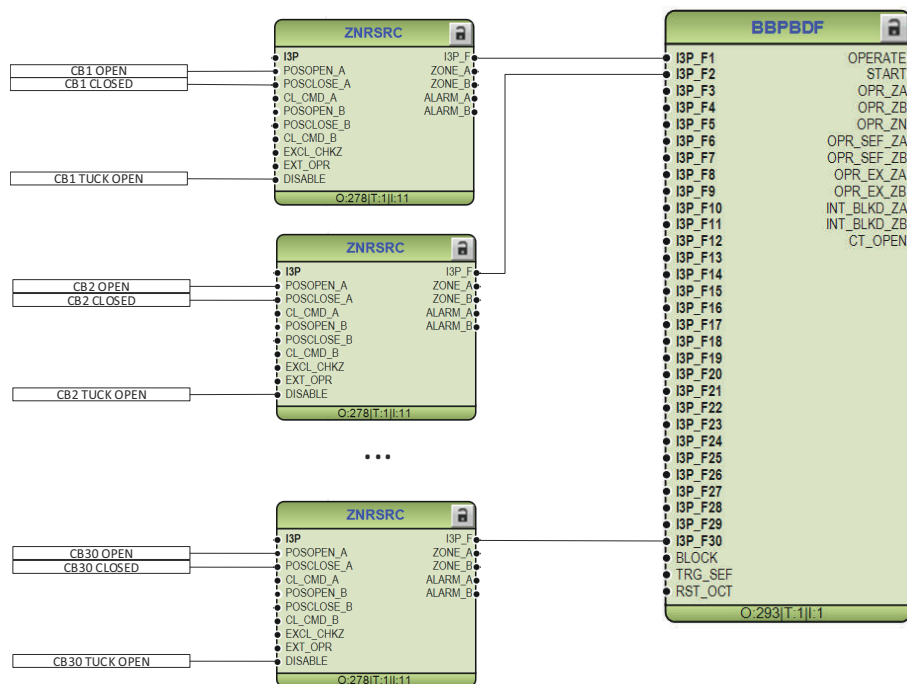 ZNRSRC
I3P
POSOPEN_A
POSCLOSE_A
CL_CMD_A
POSOPEN_B
POSCLOSE_B
CL_CMD_B
EXCL_CHKZ
EXT_OPR
DISABLE
I3P_F
ZONE_A
ZONE_B
ALARM_A
ALARM_B
O:278|T:1|I:11
CB1 OPEN
CB1 CLOSED
CB1 TUCK OPEN
ZNRSRC
I3P
POSOPEN_A
POSCLOSE_A
CL_CMD_A
POSOPEN_B
POSCLOSE_B
CL_CMD_B
EXCL_CHKZ
EXT_OPR
DISABLE
I3P_F
ZONE_A
ZONE_B
ALARM_A
ALARM_B
O:278|T:1|I:11
CB2 OPEN
CB2 CLOSED
CB2 TUCK OPEN
...
ZNRSRC
I3P
POSOPEN_A
POSCLOSE_A
CL_CMD_A
POSOPEN_B
POSCLOSE_B
CL_CMD_B
EXCL_CHKZ
EXT_OPR
DISABLE
I3P_F
ZONE_A
ZONE_B
ALARM_A
ALARM_B
O:278|T:1|I:11
CB30 OPEN
CB30 CLOSED
CB30 TUCK OPEN
BBPBDF
I3P_F1
I3P_F2
I3P_F3
I3P_F4
I3P_F5
I3P_F6
I3P_F7
I3P_F8
I3P_F9
I3P_F10
I3P_F11
I3P_F12
I3P_F13
I3P_F14
I3P_F15
I3P_F16
I3P_F17
I3P_F18
I3P_F19
I3P_F20
I3P_F21
I3P_F22
I3P_F23
I3P_F24
I3P_F25
I3P_F26
I3P_F27
I3P_F28
I3P_F29
I3P_F30
BLOCK
TRG_SEF
RST_OCT
OPERATE
START
OPR_ZA
OPR_ZB
OPR_ZN
OPR_SEF_ZA
OPR_SEF_ZB
OPR_EX_ZA
OPR_EX_ZB
INT_BLKD_ZA
INT_BLKD_ZB
CT_OPEN
O:293|T:1|I:1